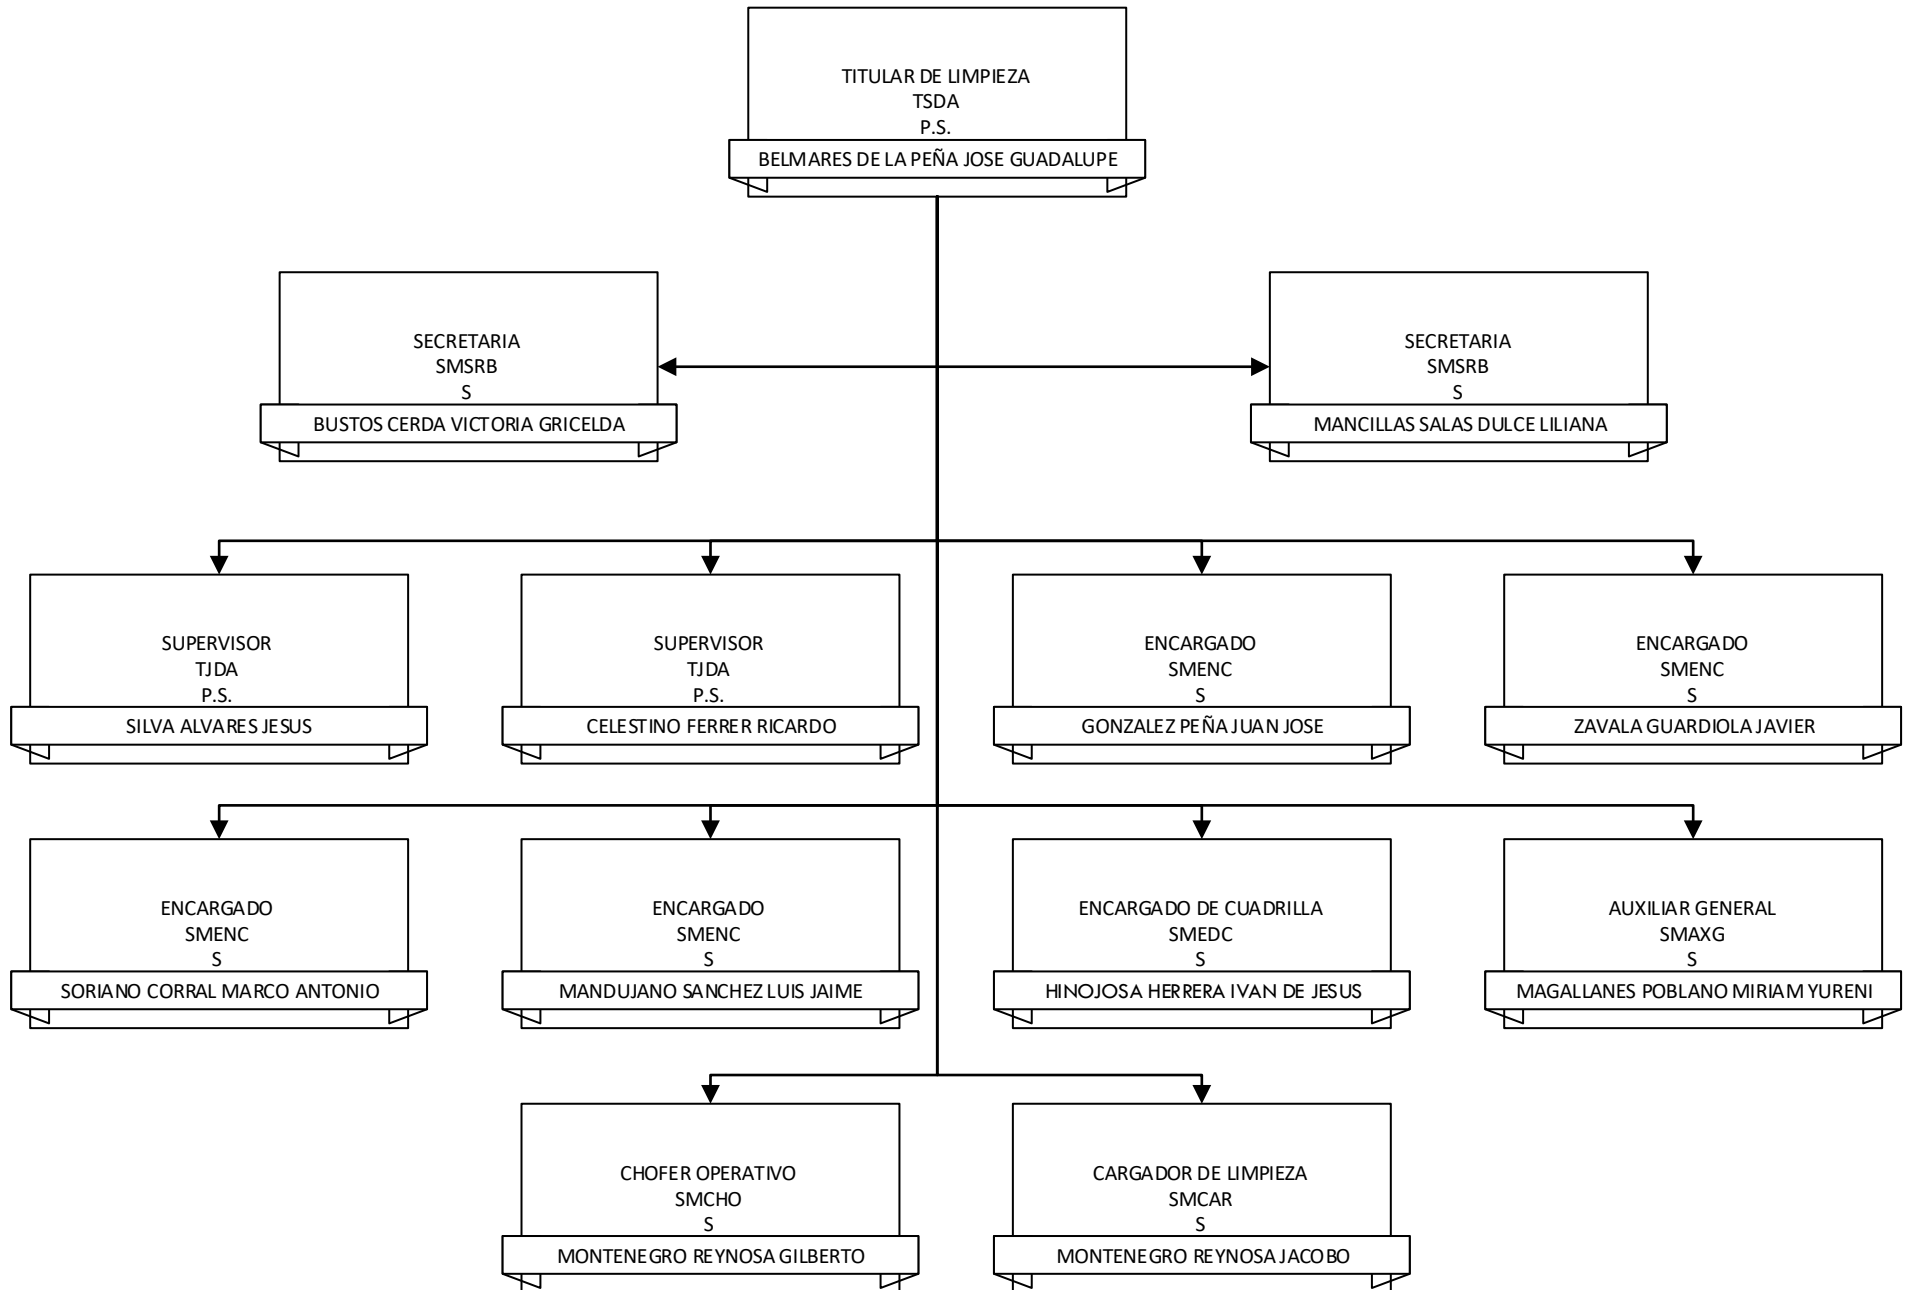 TITULAR DE LIMPIEZA
TSDA
P.S.
BELMARES DE LA PEÑA JOSE GUADALUPE
SECRETARIA
SMSRB
S
BUSTOS CERDA VICTORIA GRICELDA
SECRETARIA
SMSRB
S
MANCILLAS SALAS DULCE LILIANA
SUPERVISOR
TJDA
P.S.
SILVA ALVARES JESUS
SUPERVISOR
TJDA
P.S.
CELESTINO FERRER RICARDO
ENCARGADO
SMENC
S
GONZALEZ PEÑA JUAN JOSE
ENCARGADO
SMENC
S
ZAVALA GUARDIOLA JAVIER
ENCARGADO
SMENC
S
SORIANO CORRAL MARCO ANTONIO
ENCARGADO
SMENC
S
MANDUJANO SANCHEZ LUIS JAIME
ENCARGADO DE CUADRILLA
SMEDC
S
HINOJOSA HERRERA IVAN DE JESUS
AUXILIAR GENERAL
SMAXG
S
MAGALLANES POBLANO MIRIAM YURENI
CHOFER OPERATIVO
SMCHO
S
MONTENEGRO REYNOSA GILBERTO
CARGADOR DE LIMPIEZA
SMCAR
S
MONTENEGRO REYNOSA JACOBO